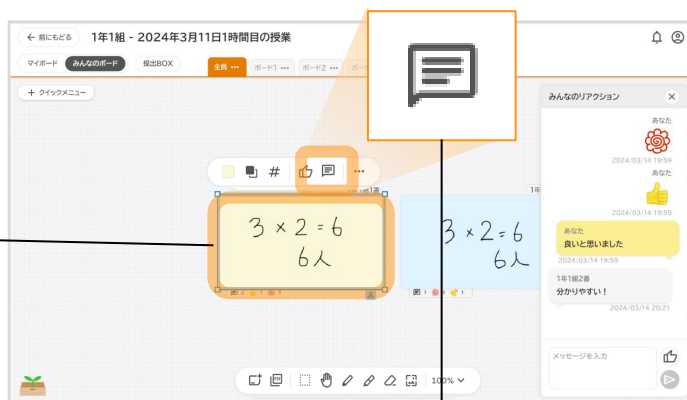 ← 前にもどる 1年1組 - 2024年3月11日1時間目の授業
マイボード みんなのボード 提出BOX 全員 ••• ボード1 ••• ボード2 •••
+ クイックメニュー
みんなのリアクション ×
あなた
2024/03/14 19:59
あなた
2024/03/14 19:59
あなた
良いと思いました
2024/03/14 19:59
1年1組2番
分かりやすい！
2024/03/14 20:21
メッセージを入力
#
•••
1年
3 × 2 = 6
6人
3 × 2 = 6
6人
PDF
100%